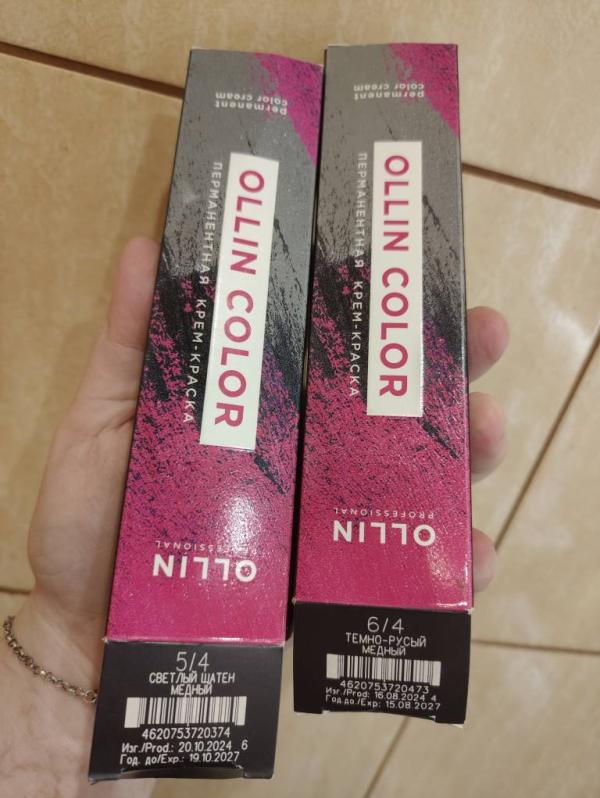 permanent
color cream
OLLIN COLOR
ПЕРМАНЕНТНАЯ КРЕМ-КРАСКА
OLLIN
PROFESSIONAL
5/4
СВЕТЛЫЙ ШАТЕН
МЕДНЫЙ
4620753720374
Изг./Prod.: 20.10.2024 6
Год. до/Exp.: 19.10.2027
permanent
color cream
OLLIN COLOR
ПЕРМАНЕНТНАЯ КРЕМ-КРАСКА
OLLIN
PROFESSIONAL
6/4
ТЕМНО-РУСЫЙ
МЕДНЫЙ
4620753720473
Изг./Prod: 16.08.2024 4
Год.до./Exp: 15.08.2027